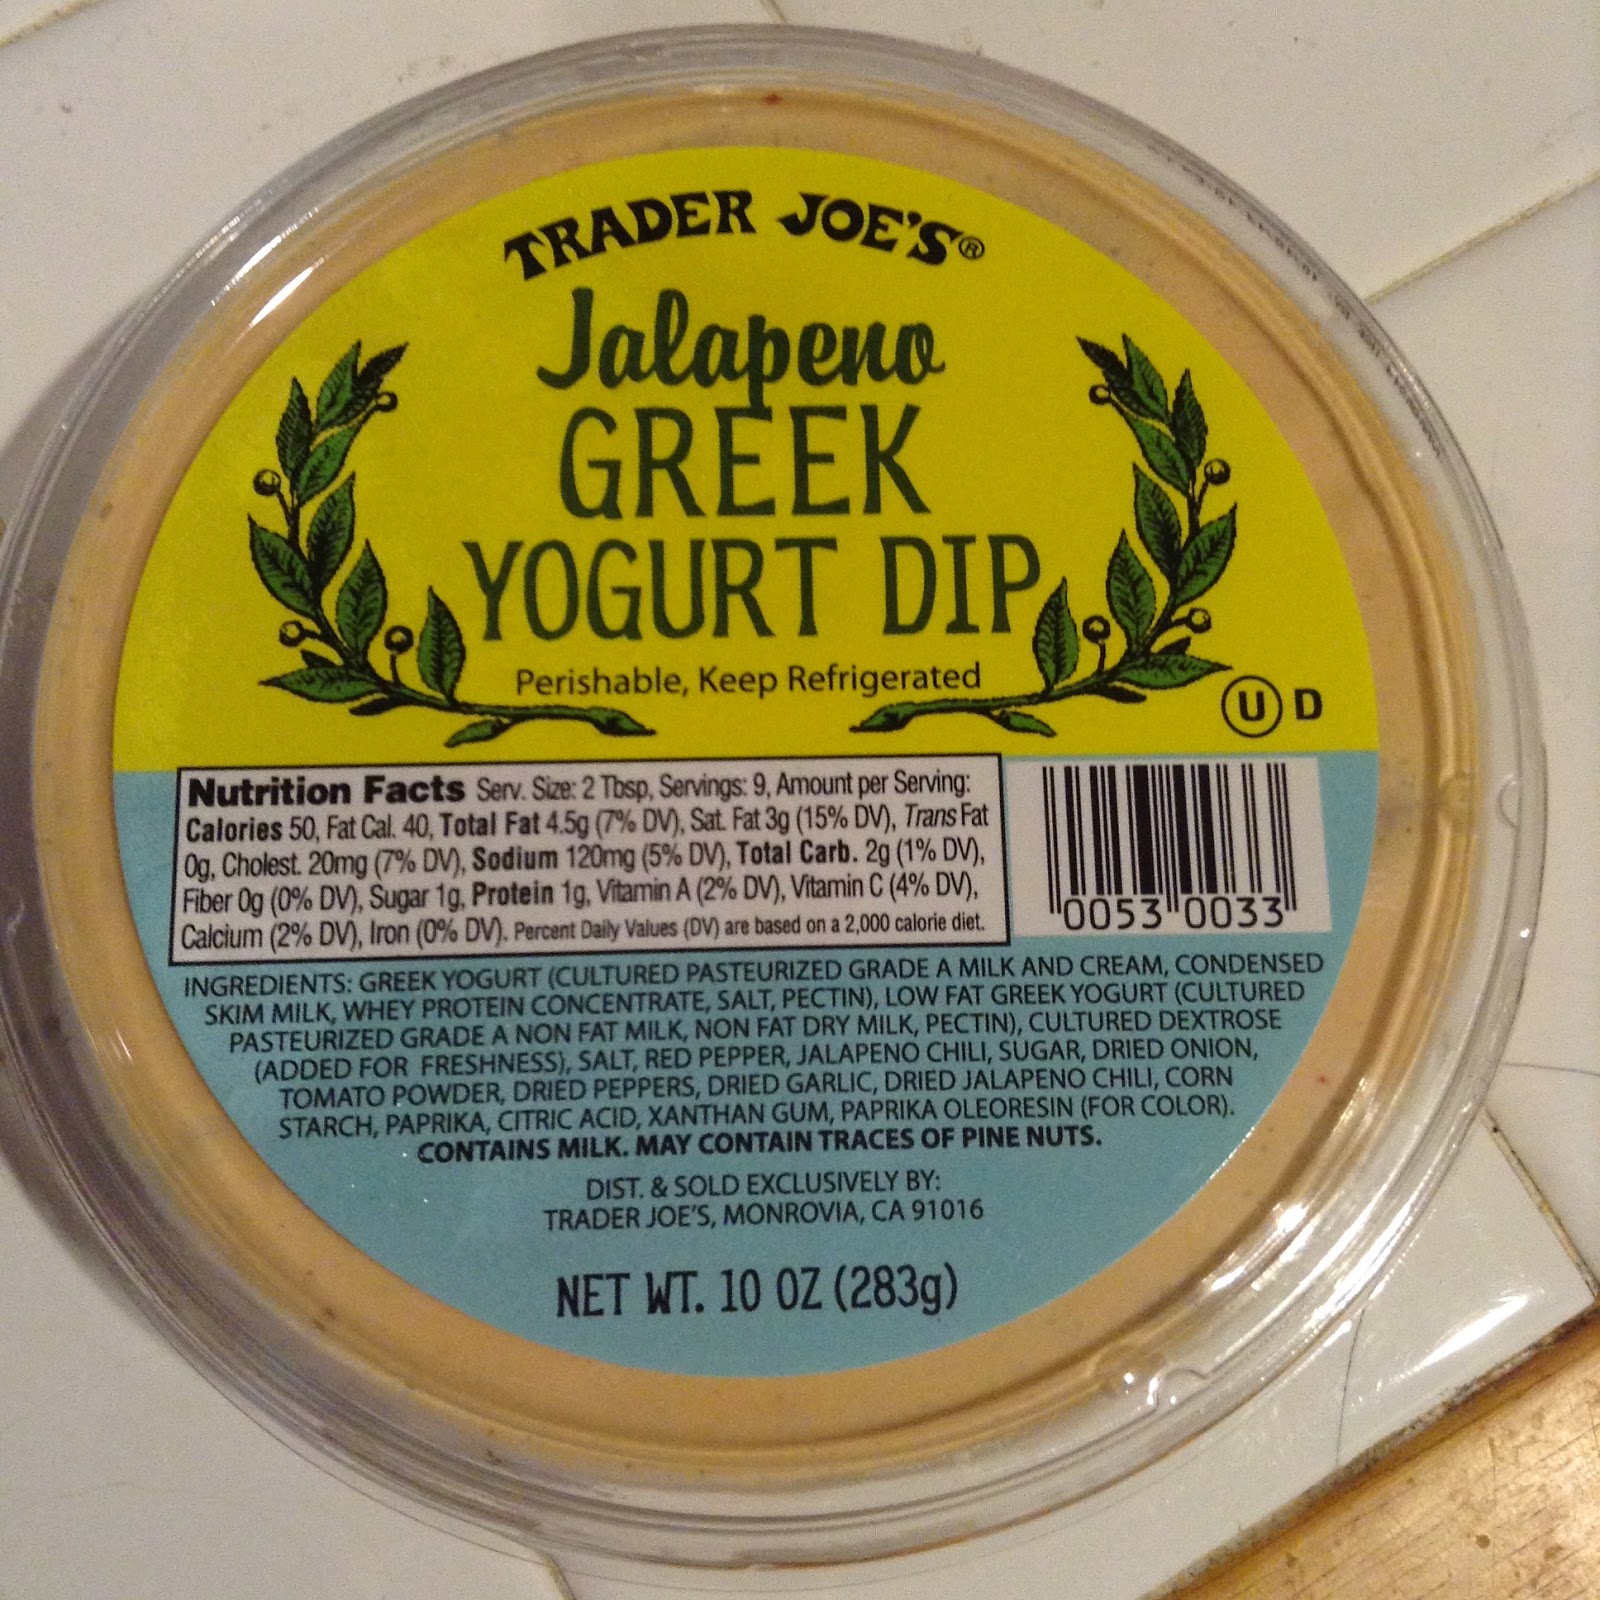 TRADER JOE'S®
Jalapeno
GREEK
YOGURT DIP
Perishable, Keep Refrigerated
U D
Nutrition Facts Serv. Size: 2 Tbsp, Servings: 9, Amount per Serving:
Calories 50, Fat Cal. 40, Total Fat 4.5g (7% DV), Sat. Fat 3g (15% DV), Trans Fat
0g, Cholest. 20mg (7% DV), Sodium 120mg (5% DV), Total Carb. 2g (1% DV),
Fiber 0g (0% DV), Sugar 1g, Protein 1g, Vitamin A (2% DV), Vitamin C (4% DV),
Calcium (2% DV), Iron (0% DV). Percent Daily Values (DV) are based on a 2,000 calorie diet.
0053 0033
INGREDIENTS: GREEK YOGURT (CULTURED PASTEURIZED GRADE A MILK AND CREAM, CONDENSED
SKIM MILK, WHEY PROTEIN CONCENTRATE, SALT, PECTIN), LOW FAT GREEK YOGURT (CULTURED
PASTEURIZED GRADE A NON FAT MILK, NON FAT DRY MILK, PECTIN), CULTURED DEXTROSE
(ADDED FOR FRESHNESS), SALT, RED PEPPER, JALAPENO CHILI, SUGAR, DRIED ONION,
TOMATO POWDER, DRIED PEPPERS, DRIED GARLIC, DRIED JALAPENO CHILI, CORN
STARCH, PAPRIKA, CITRIC ACID, XANTHAN GUM, PAPRIKA OLEORESIN (FOR COLOR).
CONTAINS MILK. MAY CONTAIN TRACES OF PINE NUTS.
DIST. & SOLD EXCLUSIVELY BY:
TRADER JOE'S, MONROVIA, CA 91016
NET WT. 10 OZ (283g)